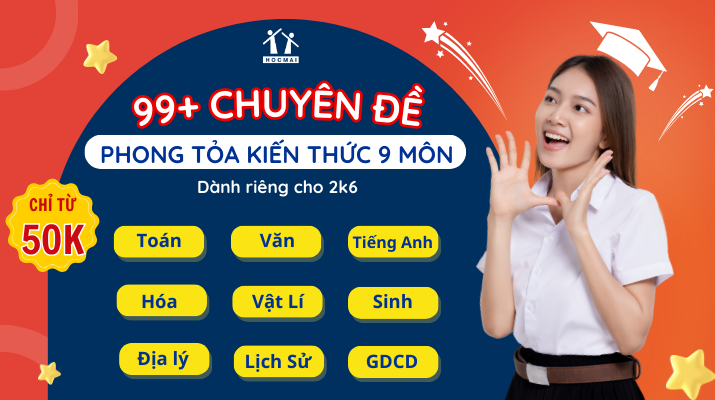 HOCMAI
99+ CHUYÊN ĐỀ
PHONG TỎA KIẾN THỨC 9 MÔN
Dành riêng cho 2k6
CHỈ TỪ
50K
Toán
Văn
Tiếng Anh
Hóa
Vật Lí
Sinh
Địa lý
Lịch Sử
GDCD